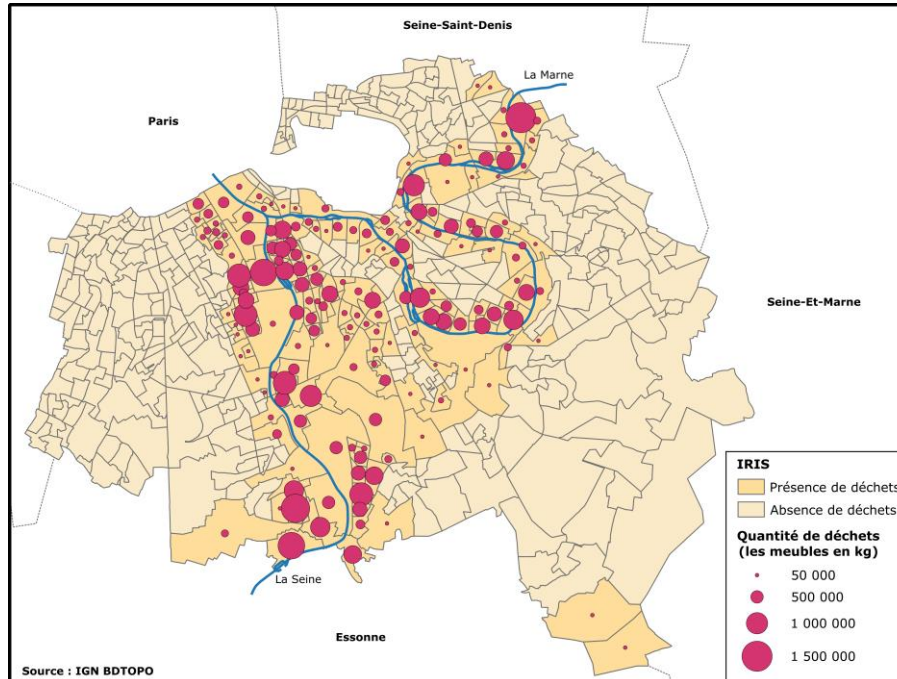 Seine-Saint-Denis
La Marne
Paris
Seine-Et-Marne
La Seine
Essonne
Source : IGN BDTOPO
IRIS
Présence de déchets
Absence de déchets
Quantité de déchets
(les meubles en kg)
50 000
500 000
1 000 000
1 500 000